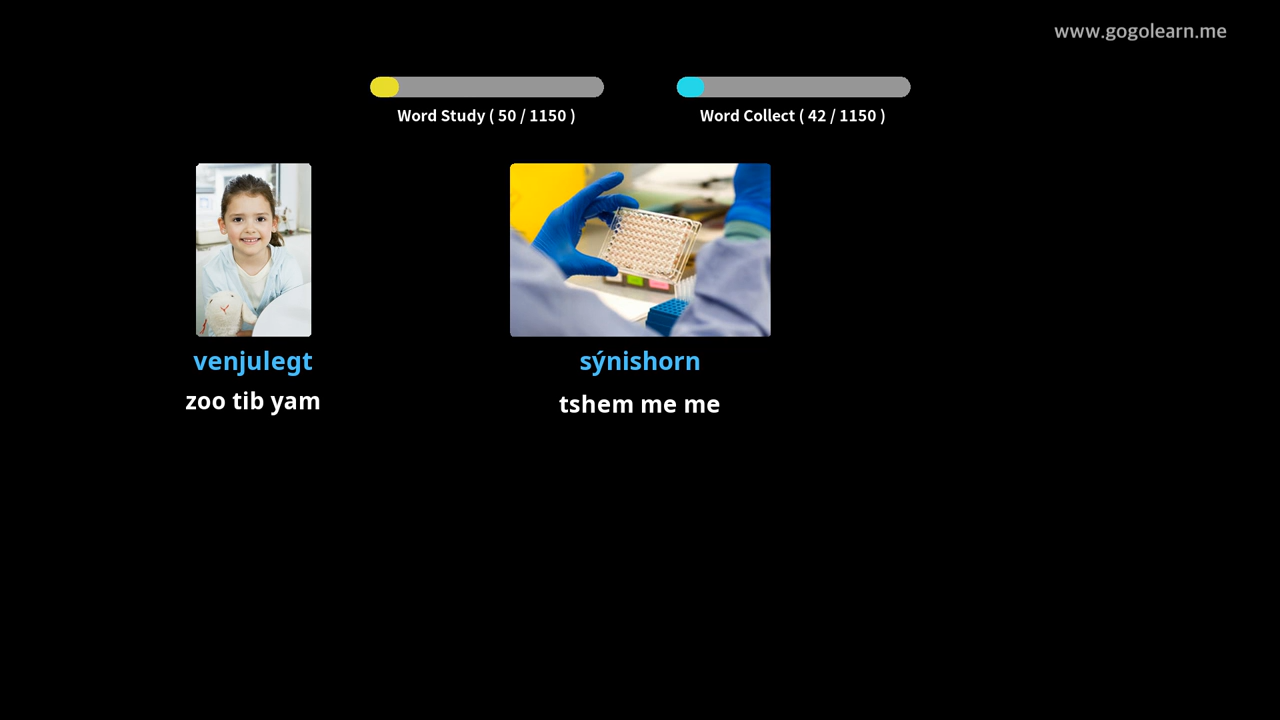 www.gogolearn.me
Word Study ( 50 / 1150 )
Word Collect ( 42 / 1150 )
venjulegt
zoo tib yam
sýnishorn
tshem me me